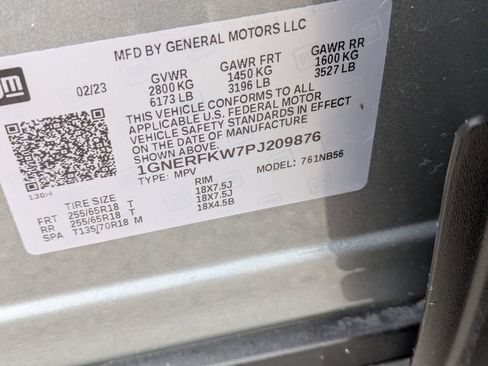 gm
MFD BY GENERAL MOTORS LLC
02/23 GVWR GAWR FRT GAWR RR
2800 KG 1450 KG 1600 KG
6173 LB 3196 LB 3527 LB
THIS VEHICLE CONFORMS TO ALL
APPLICABLE U.S. FEDERAL MOTOR
VEHICLE SAFETY STANDARDS IN EFFECT
ON THE DATE OF MANUFACTURE
SHOWN ABOVE.
1GNERFKW7PJ209876
TYPE: MPV MODEL: 761NB56
130H
TIRE SIZE RIM
FRT 255/65R18 T 18X7.5J
RR 255/65R18 T 18X7.5J
SPA T135/70R18 M 18X4.5B